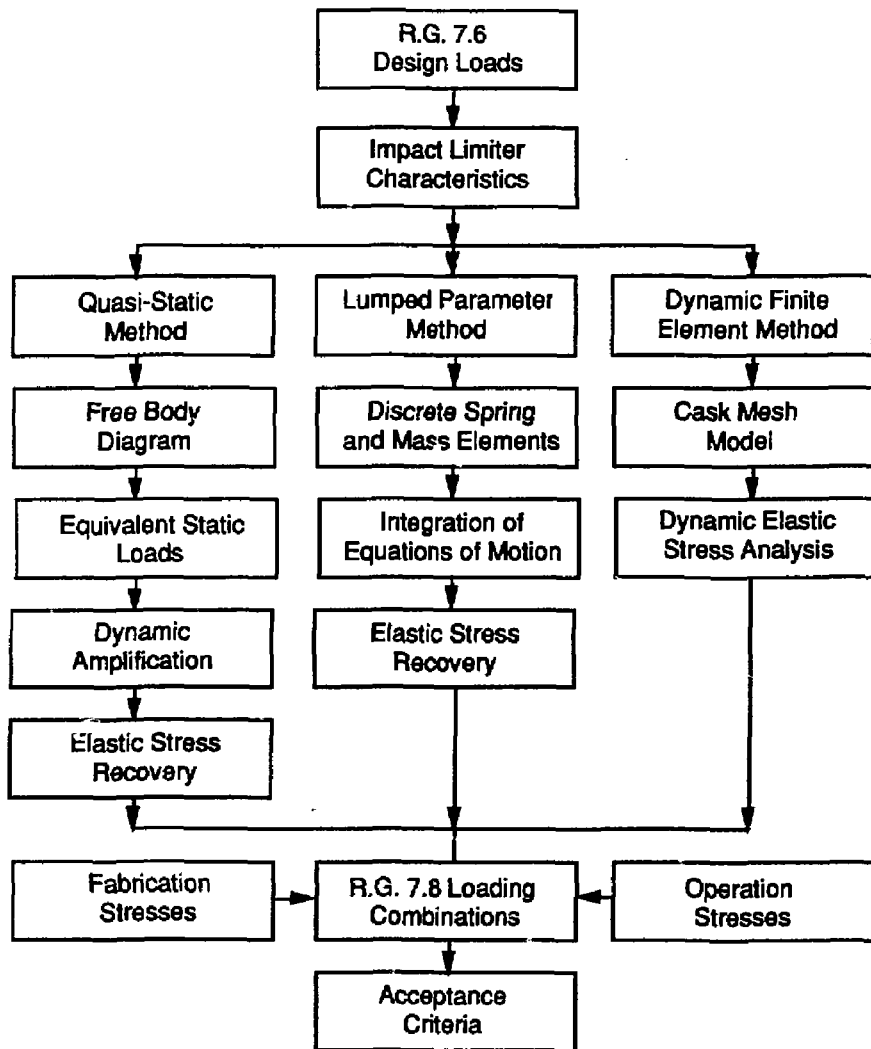 R.G. 7.6
Design Loads
Impact Limiter
Characteristics
Quasi-Static
Method
Free Body
Diagram
Equivalent Static
Loads
Dynamic
Amplification
Elastic Stress
Recovery
Lumped Parameter
Method
Discrete Spring
and Mass Elements
Integration of
Equations of Motion
Elastic Stress
Recovery
Dynamic Finite
Element Method
Cask Mesh
Model
Dynamic Elastic
Stress Analysis
Fabrication
Stresses
R.G. 7.8 Loading
Combinations
Operation
Stresses
Acceptance
Criteria